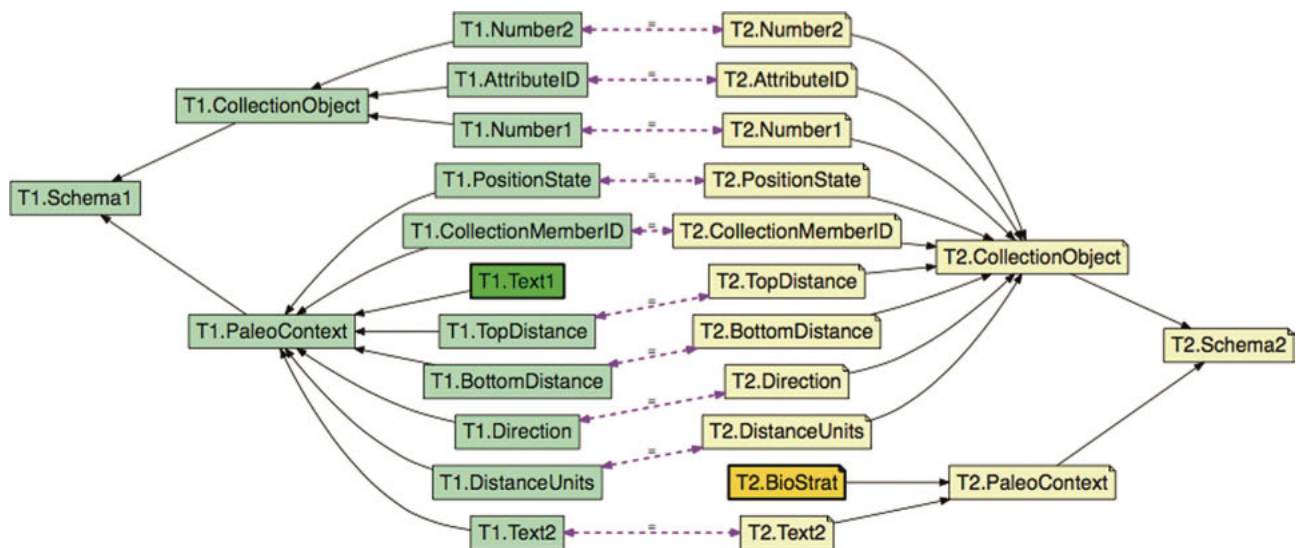 T1.Number2 = T2.Number2
T1.AttributeID = T2.AttributeID
T1.CollectionObject
T1.Number1 = T2.Number1
T1.PositionState = T2.PositionState
T1.Schema1
T1.CollectionMemberID = T2.CollectionMemberID
T2.CollectionObject
T1.Text1 = T2.TopDistance
T1.PaleoContext
T1.TopDistance
T2.BottomDistance
T2.Schema2
T1.BottomDistance =
T2.Direction
T1.Direction =
T2.DistanceUnits
T1.DistanceUnits =
T2.BioStrat
T2.PaleoContext
T1.Text2 = T2.Text2